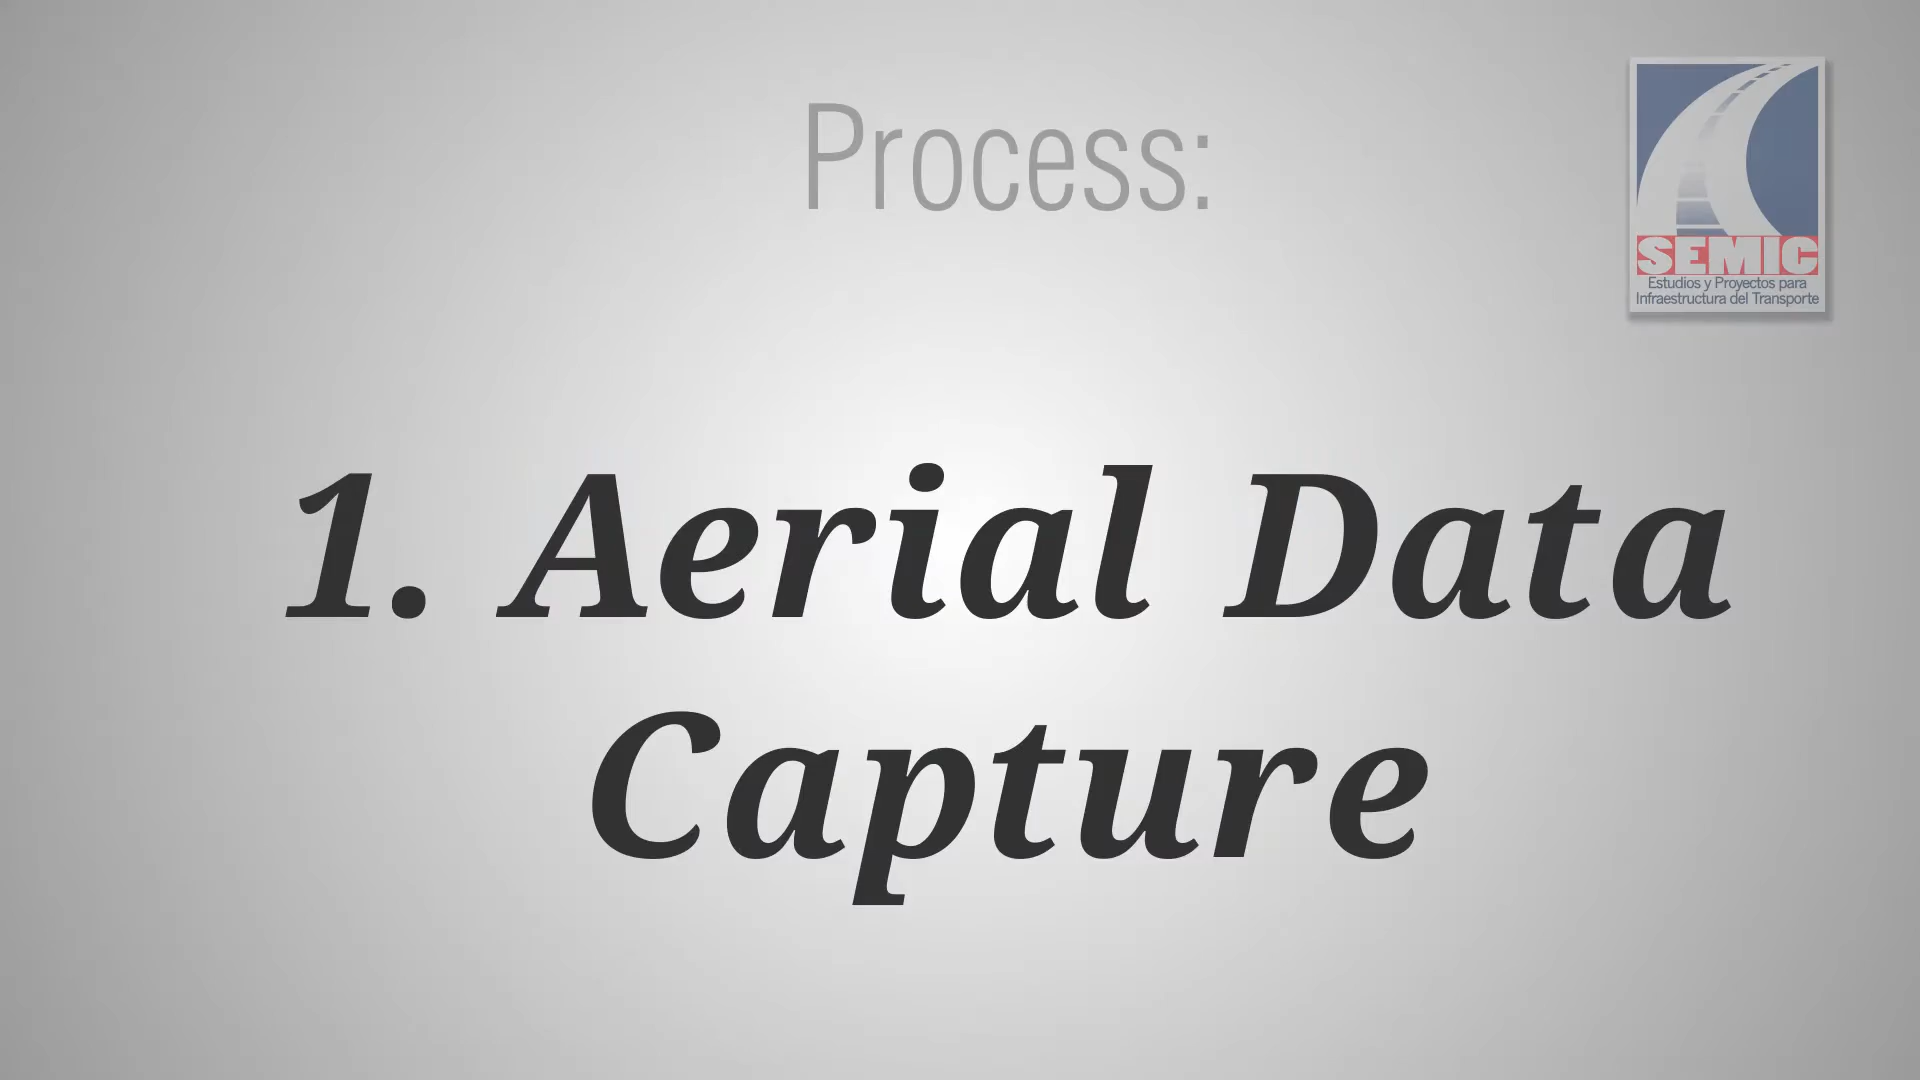 Process:
SEMIC
Estudios y Proyectos para
Infraestructura del Transporte
1. Aerial Data
Capture